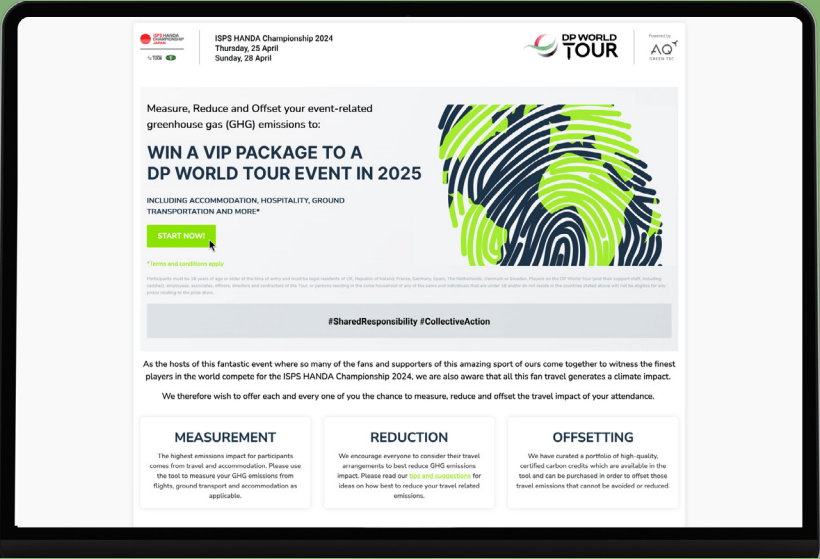 ISPS HANDA
CHAMPIONSHIP
JAPAN
ISPS HANDA Championship 2024
Thursday, 25 April
Sunday, 28 April
DP WORLD
TOUR
Powered by
AQ
GREEN TEC
Measure, Reduce and Offset your event-related
greenhouse gas (GHG) emissions to:
WIN A VIP PACKAGE TO A
DP WORLD TOUR EVENT IN 2025
INCLUDING ACCOMMODATION, HOSPITALITY, GROUND
TRANSPORTATION AND MORE*
START NOW!
*Terms and conditions apply
#SharedResponsibility #CollectiveAction
As the hosts of this fantastic event where so many of the fans and supporters of this amazing sport of ours come together to witness the finest
players in the world compete for the ISPS HANDA Championship 2024, we are also aware that all this fan travel generates a climate impact.
We therefore wish to offer each and every one of you the chance to measure, reduce and offset the travel impact of your attendance.
MEASUREMENT
The highest emissions impact for participants
comes from travel and accommodation. Please use
the tool to measure your GHG emissions from
flights, ground transport and accommodation as
applicable.
REDUCTION
We encourage everyone to consider their travel
arrangements to best reduce GHG emissions
impact. Please read our tips and suggestions for
ideas on how best to reduce your travel related
emissions.
OFFSETTING
We have curated a portfolio of high-quality,
certified carbon credits which are available in the
tool and can be purchased in order to offset those
travel emissions that cannot be avoided or reduced.